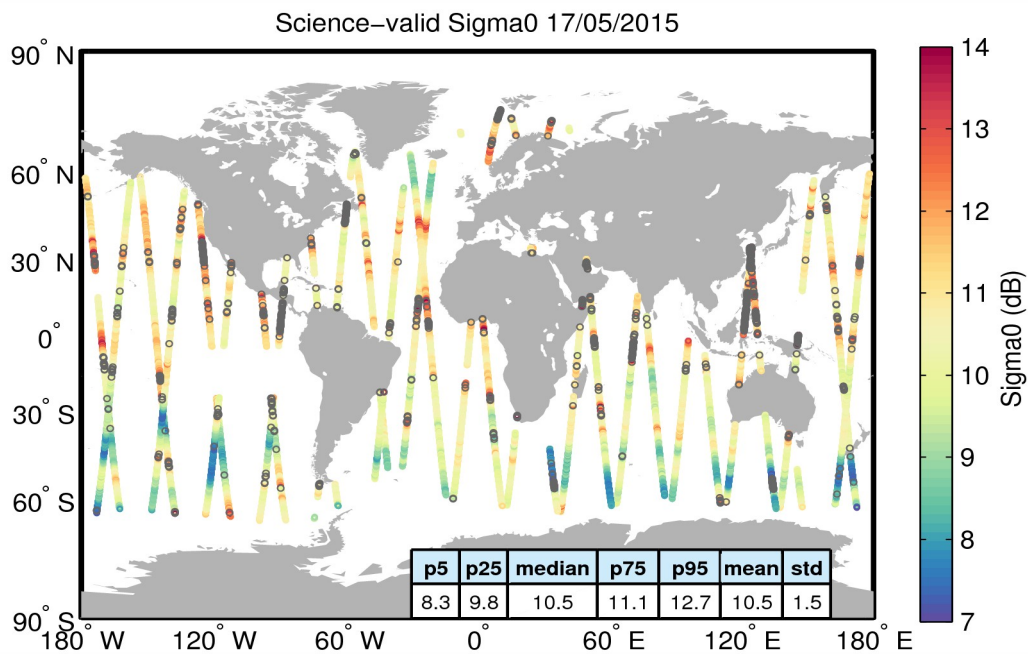 Science−valid Sigma0 17/05/2015
90° N
60° N
30° N
0°
30° S
60° S
90° S
180° W
120° W
60° W
0°
60° E
120° E
180° E
p5 p25 median p75 p95 mean std
8.3 9.8 10.5 11.1 12.7 10.5 1.5
14
13
12
11
10
9
8
7
Sigma0 (dB)